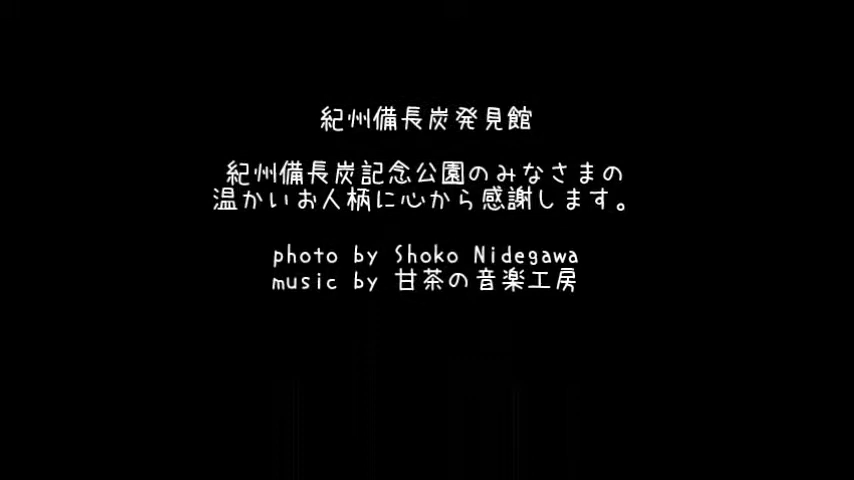 紀州備長炭発見館
紀州備長炭記念公園のみなさまの
温かいお人柄に心から感謝します。
photo by Shoko Nidegawa
music by 甘茶の音楽工房